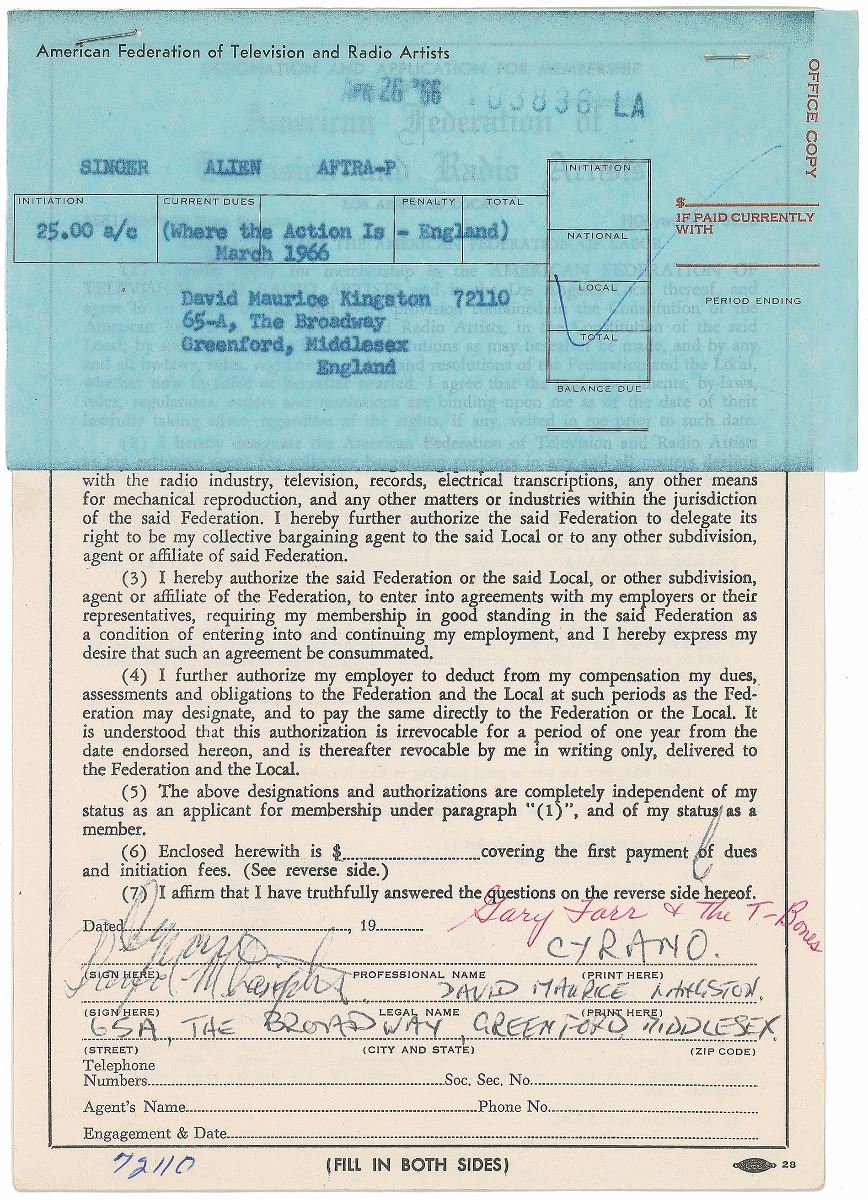 American Federation of Television and Radio Artists
APR 26 '66 103836 LA
OFFICE COPY
SINGER ALIEN AFTRA-P
INITIATION CURRENT DUES PENALTY TOTAL
25.00 a/c (Where the Action Is - England)
March 1966
David Maurice Kingston 72110
65-A, The Broadway
Greenford, Middlesex
England
INITIATION
NATIONAL
LOCAL
TOTAL
BALANCE DUE
$
IF PAID CURRENTLY
WITH
PERIOD ENDING
with the radio industry, television, records, electrical transcriptions, any other means
for mechanical reproduction, and any other matters or industries within the jurisdiction
of the said Federation. I hereby further authorize the said Federation to delegate its
right to be my collective bargaining agent to the said Local or to any other subdivision,
agent or affiliate of said Federation.
(3) I hereby authorize the said Federation or the said Local, or other subdivision,
agent or affiliate of the Federation, to enter into agreements with my employers or their
representatives, requiring my membership in good standing in the said Federation as
a condition of entering into and continuing my employment, and I hereby express my
desire that such an agreement be consummated.
(4) I further authorize my employer to deduct from my compensation my dues,
assessments and obligations to the Federation and the Local at such periods as the Fed-
eration may designate, and to pay the same directly to the Federation or the Local. It
is understood that this authorization is irrevocable for a period of one year from the
date endorsed hereon, and is thereafter revocable by me in writing only, delivered to
the Federation and the Local.
(5) The above designations and authorizations are completely independent of my
status as an applicant for membership under paragraph "(1)", and of my status as a
member.
(6) Enclosed herewith is $ covering the first payment of dues
and initiation fees. (See reverse side.)
(7) I affirm that I have truthfully answered the questions on the reverse side hereof.
Gary Farr & The T-Bones
Dated , 19
CYRANO.
(SIGN HERE) PROFESSIONAL NAME (PRINT HERE)
DAVID MAURICE KINGSTON.
(SIGN HERE) LEGAL NAME (PRINT HERE)
65A, THE BROADWAY, GREENFORD, MIDDLESEX.
(STREET) (CITY AND STATE) (ZIP CODE)
Telephone
Numbers Soc. Sec. No.
Agent's Name Phone No.
Engagement & Date
72110 (FILL IN BOTH SIDES) 28